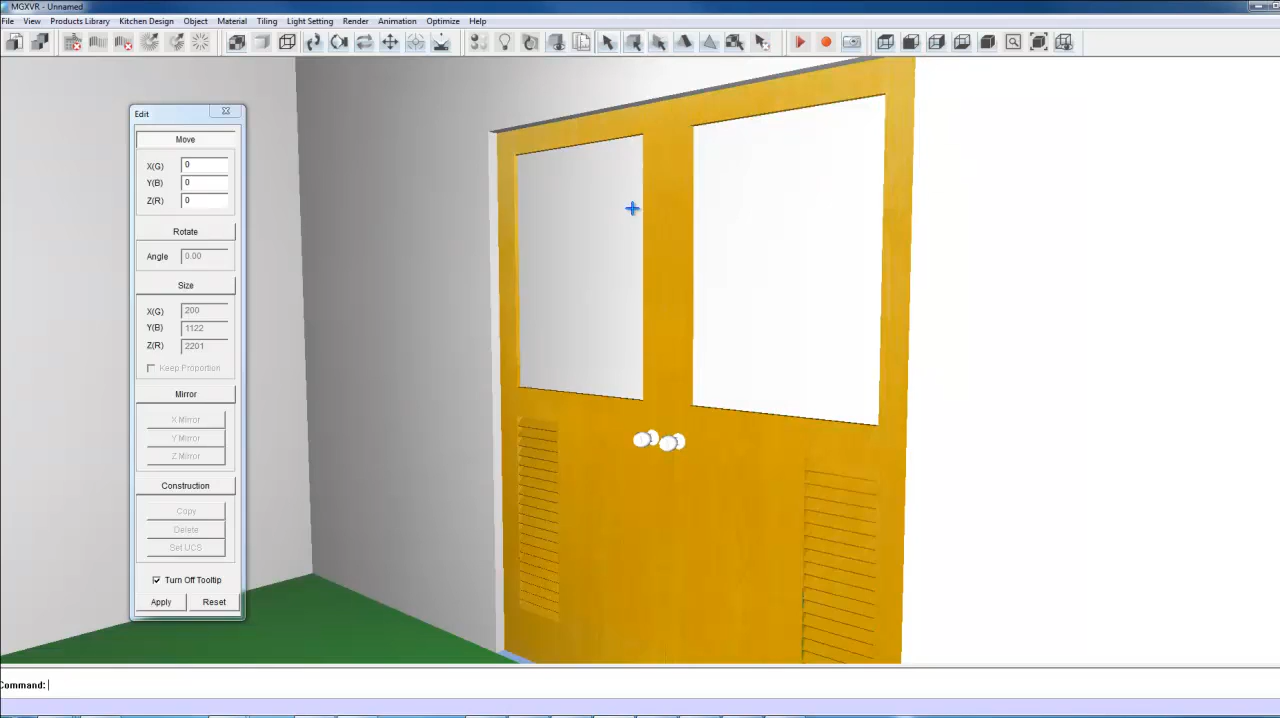 MGXVR - Unnamed
File View Products Library Kitchen Design Object Material Tiling Light Setting Render Animation Optimize Help
Edit
Move
X(G) 0
Y(B) 0
Z(R) 0
Rotate
Angle 0.00
Size
X(G) 200
Y(B) 1122
Z(R) 2201
Keep Proportion
Mirror
X Mirror
Y Mirror
Z Mirror
Construction
Copy
Delete
Set UCS
Turn Off Tooltip
Apply Reset
Command: